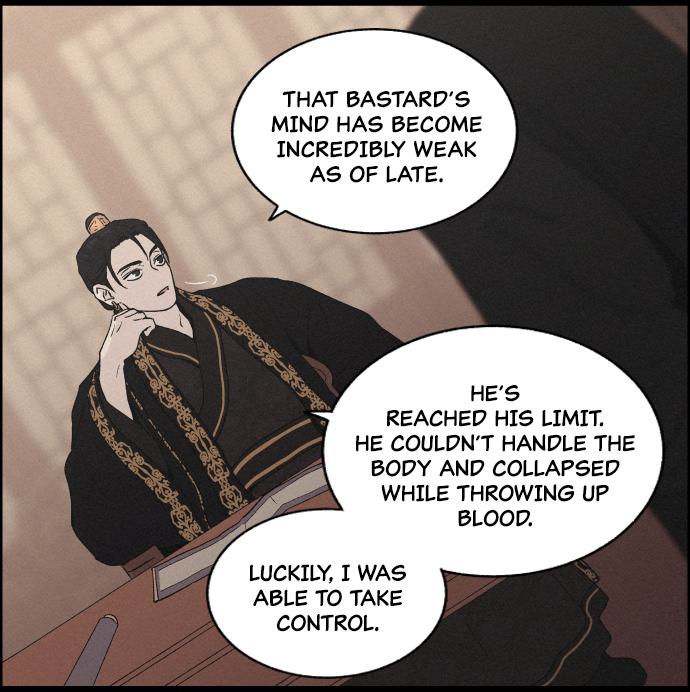 THAT BASTARD'S
MIND HAS BECOME
INCREDIBLY WEAK
AS OF LATE.
HE'S
REACHED HIS LIMIT.
HE COULDN'T HANDLE THE
BODY AND COLLAPSED
WHILE THROWING UP
BLOOD.
LUCKILY, I WAS
ABLE TO TAKE
CONTROL.